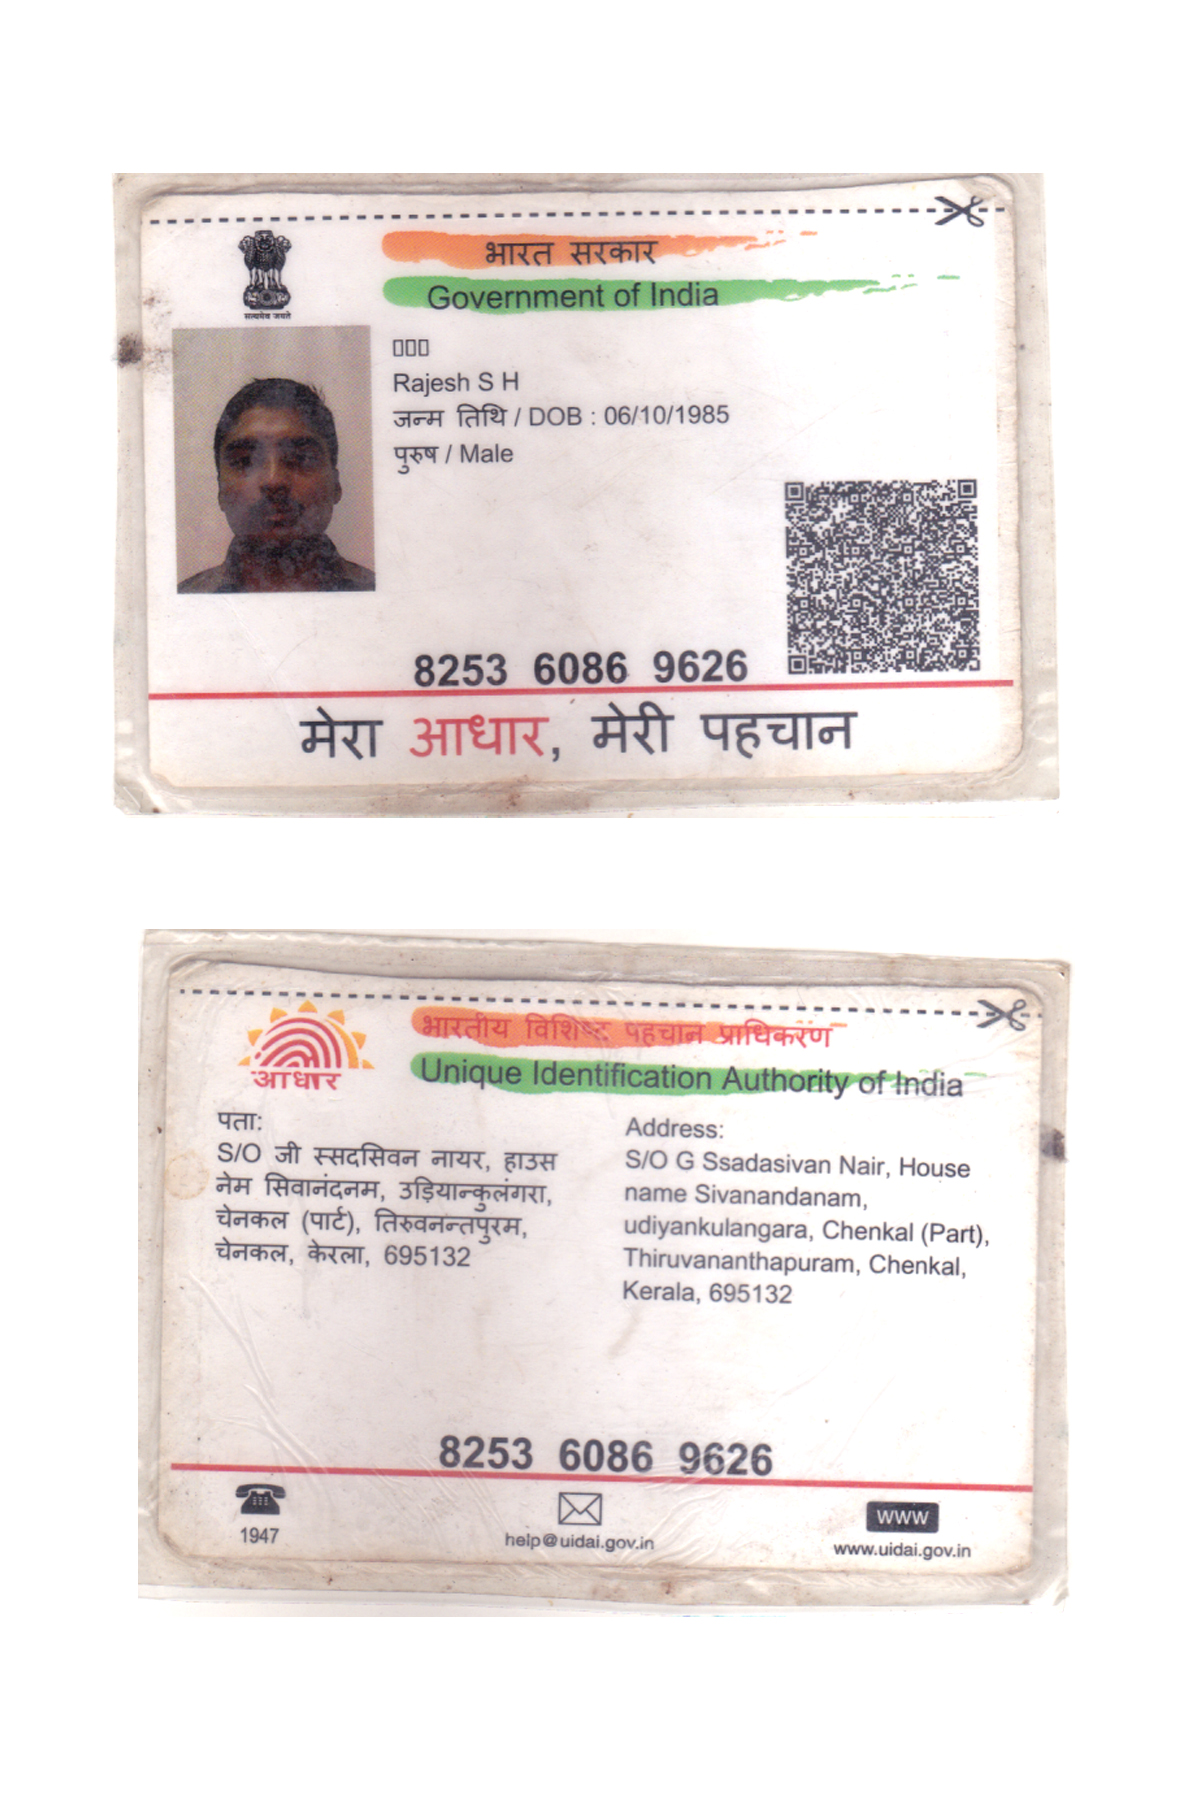 भारत सरकार
Government of India
सत्यमेव जयते
Rajesh S H
जन्म तिथि / DOB : 06/10/1985
पुरुष / Male
8253 6086 9626
मेरा आधार, मेरी पहचान
भारतीय विशिष्ट पहचान प्राधिकरण
Unique Identification Authority of India
आधार
पता:
S/O जी स्सदसिवन नायर, हाउस
नेम सिवानंदनम, उड़ियान्कुलंगरा,
चेनकल (पार्ट), तिरुवनन्तपुरम,
चेनकल, केरला, 695132
Address:
S/O G Ssadasivan Nair, House
name Sivanandanam,
udiyankulangara, Chenkal (Part),
Thiruvananthapuram, Chenkal,
Kerala, 695132
8253 6086 9626
1947
help@uidai.gov.in
WWW
www.uidai.gov.in